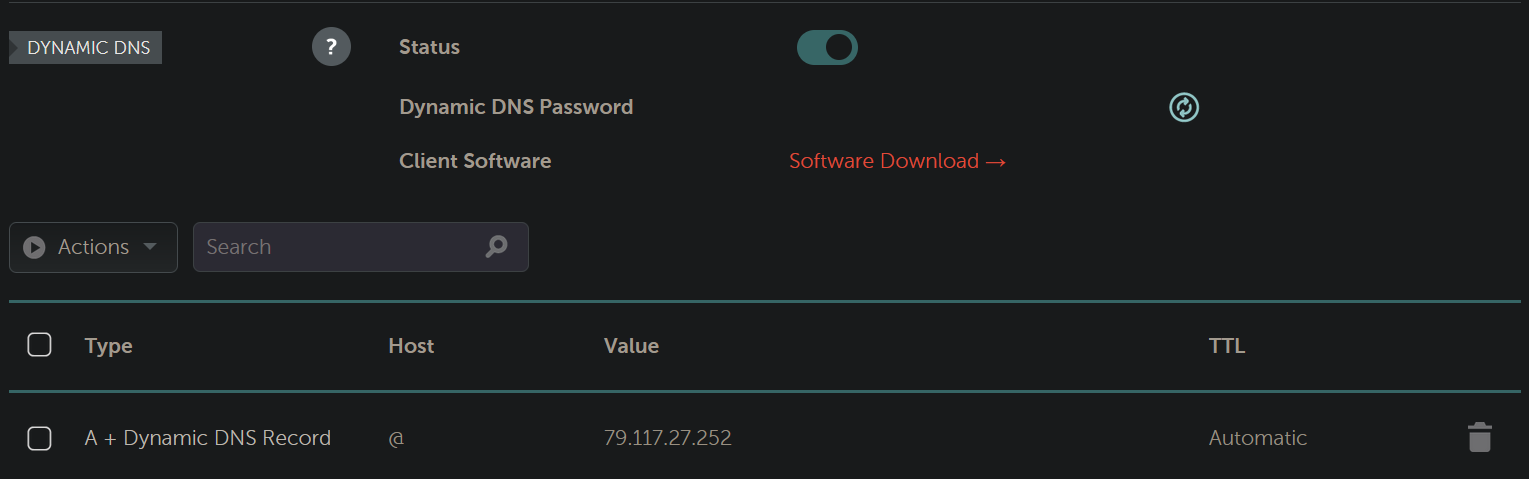 DYNAMIC DNS ? Status
Dynamic DNS Password
Client Software Software Download →
Actions Search
Type Host Value TTL
A + Dynamic DNS Record @ 79.117.27.252 Automatic